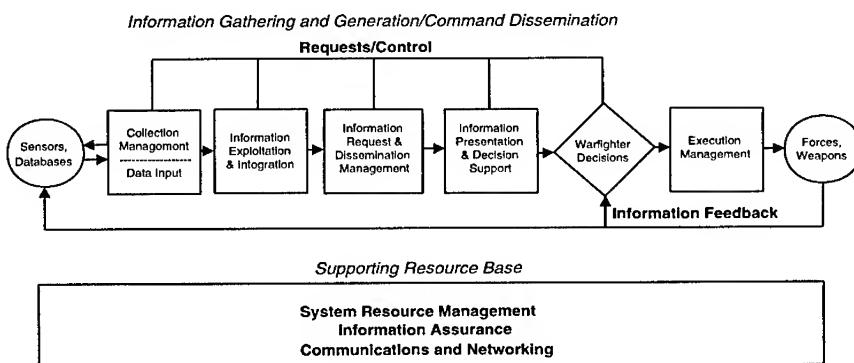 Information Gathering and Generation/Command Dissemination
Requests/Control
Sensors,
Databases
Collection
Managomont
Data Input
Information
Exploitation
& Integration
Information
Request &
Dissemination
Management
Information
Presentation
& Decision
Support
Warfighter
Decisions
Execution
Management
Forces,
Weapons
Information Feedback
Supporting Resource Base
System Resource Management
Information Assurance
Communications and Networking